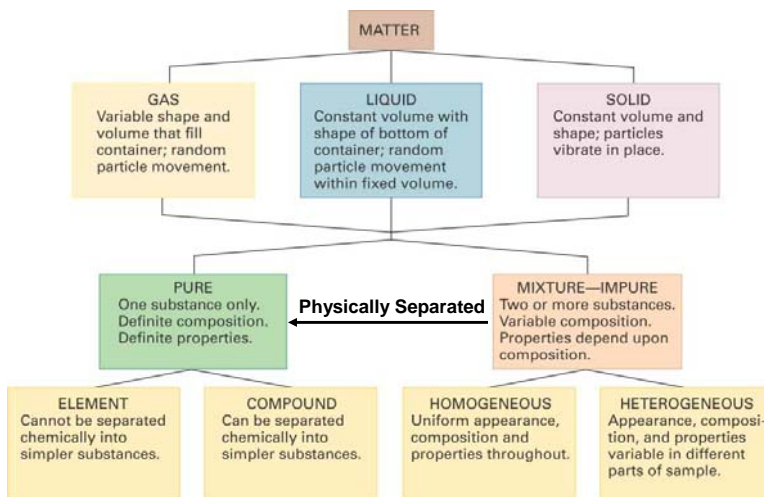 MATTER
GAS
Variable shape and
volume that fill
container; random
particle movement.
LIQUID
Constant volume with
shape of bottom of
container; random
particle movement
within fixed volume.
SOLID
Constant volume and
shape; particles
vibrate in place.
PURE
One substance only.
Definite composition.
Definite properties.
Physically Separated
MIXTURE—IMPURE
Two or more substances.
Variable composition.
Properties depend upon
composition.
ELEMENT
Cannot be separated
chemically into
simpler substances.
COMPOUND
Can be separated
chemically into
simpler substances.
HOMOGENEOUS
Uniform appearance,
composition and
properties throughout.
HETEROGENEOUS
Appearance, composi-
tion, and properties
variable in different
parts of sample.